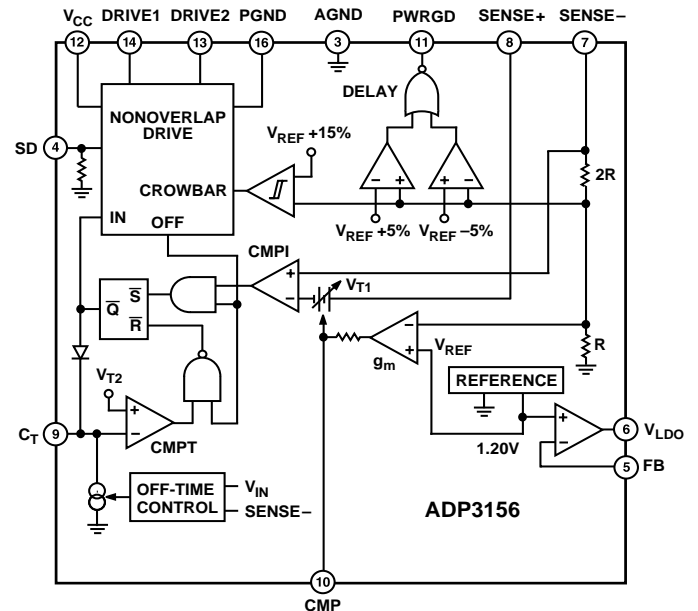 VCC DRIVE1 DRIVE2 PGND AGND PWRGD SENSE+ SENSE–
12 14 13 16 3 11 8 7
DELAY
NONOVERLAP
DRIVE
VREF +15%
SD 4
2R
CROWBAR
– + – +
IN
OFF
VREF +5% VREF –5%
CMPI
+
–
VT1
S
Q
R
–
+
gm
VREF
R
VT2
REFERENCE
+
–
CMPT
CT 9
+
–
6 VLDO
1.20V
5 FB
OFF-TIME
CONTROL
VIN
SENSE–
ADP3156
10
CMP